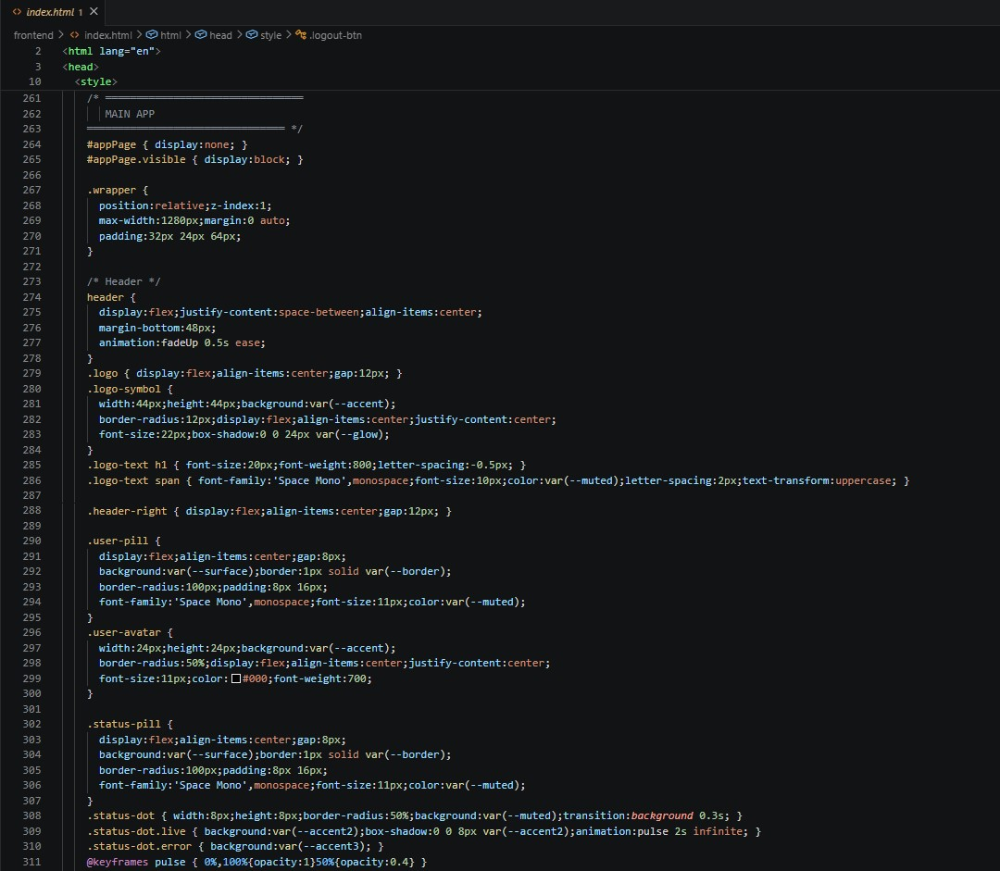 index.html 1
frontend > index.html > html > head > style > .logout-btn
2 <html lang="en">
3 <head>
10 <style>
261 /* ════════════════════════════════
262 MAIN APP
263 ════════════════════════════════ */
264 #appPage { display:none; }
265 #appPage.visible { display:block; }
266
267 .wrapper {
268 position:relative;z-index:1;
269 max-width:1280px;margin:0 auto;
270 padding:32px 24px 64px;
271 }
272
273 /* Header */
274 header {
275 display:flex;justify-content:space-between;align-items:center;
276 margin-bottom:48px;
277 animation:fadeUp 0.5s ease;
278 }
279 .logo { display:flex;align-items:center;gap:12px; }
280 .logo-symbol {
281 width:44px;height:44px;background:var(--accent);
282 border-radius:12px;display:flex;align-items:center;justify-content:center;
283 font-size:22px;box-shadow:0 0 24px var(--glow);
284 }
285 .logo-text h1 { font-size:20px;font-weight:800;letter-spacing:-0.5px; }
286 .logo-text span { font-family:'Space Mono',monospace;font-size:10px;color:var(--muted);letter-spacing:2px;text-transform:uppercase; }
287
288 .header-right { display:flex;align-items:center;gap:12px; }
289
290 .user-pill {
291 display:flex;align-items:center;gap:8px;
292 background:var(--surface);border:1px solid var(--border);
293 border-radius:100px;padding:8px 16px;
294 font-family:'Space Mono',monospace;font-size:11px;color:var(--muted);
295 }
296 .user-avatar {
297 width:24px;height:24px;background:var(--accent);
298 border-radius:50%;display:flex;align-items:center;justify-content:center;
299 font-size:11px;color:#000;font-weight:700;
300 }
301
302 .status-pill {
303 display:flex;align-items:center;gap:8px;
304 background:var(--surface);border:1px solid var(--border);
305 border-radius:100px;padding:8px 16px;
306 font-family:'Space Mono',monospace;font-size:11px;color:var(--muted);
307 }
308 .status-dot { width:8px;height:8px;border-radius:50%;background:var(--muted);transition:background 0.3s; }
309 .status-dot.live { background:var(--accent2);box-shadow:0 0 8px var(--accent2);animation:pulse 2s infinite; }
310 .status-dot.error { background:var(--accent3); }
311 @keyframes pulse { 0%,100%{opacity:1}50%{opacity:0.4} }